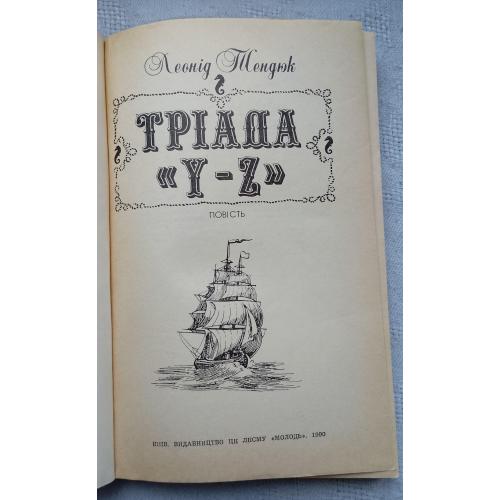 Леонід Тендюк
ТРІАДА
«Y–Z»
ПОВІСТЬ
КИЇВ, ВИДАВНИЦТВО ЦК ЛКСМУ «МОЛОДЬ», 1990